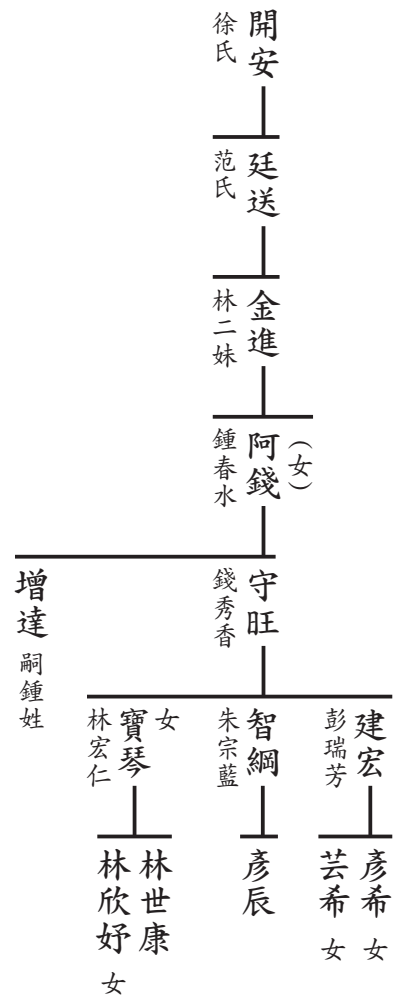 開安
徐氏
廷送
范氏
金進
林二妹
(女)
阿錢
鍾春水
守旺
錢秀香
增達 嗣鍾姓
建宏
彭瑞芳
智綱
朱宗藍
女
寶琴
林宏仁
彥希 女
芸希 女
彥辰
林世康
林欣妤 女